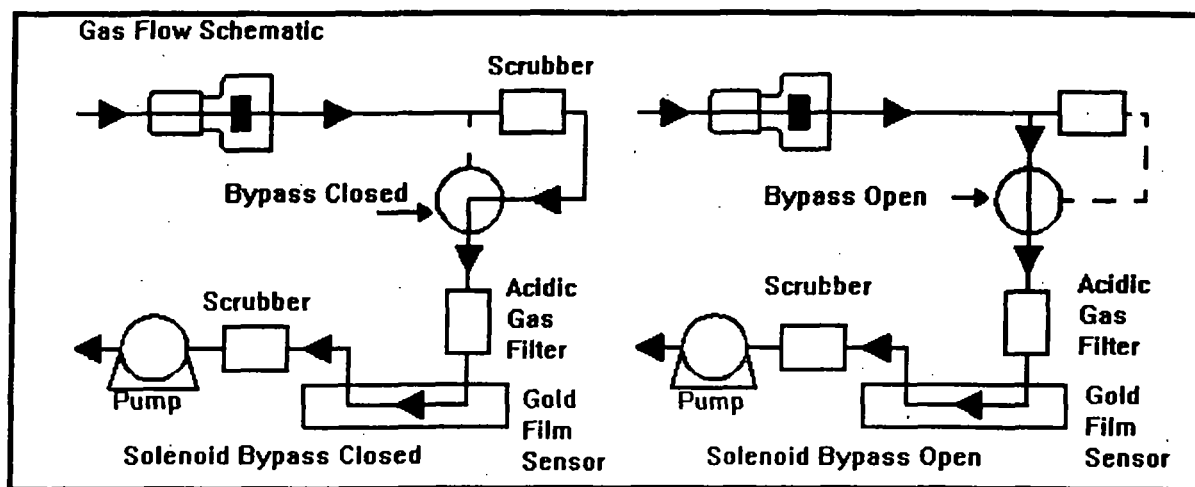 Gas Flow Schematic
Scrubber
Bypass Closed
Scrubber
Acidic
Gas
Filter
Pump
Gold
Film
Sensor
Solenoid Bypass Closed
Bypass Open
Scrubber
Acidic
Gas
Filter
Pump
Gold
Film
Sensor
Solenoid Bypass Open